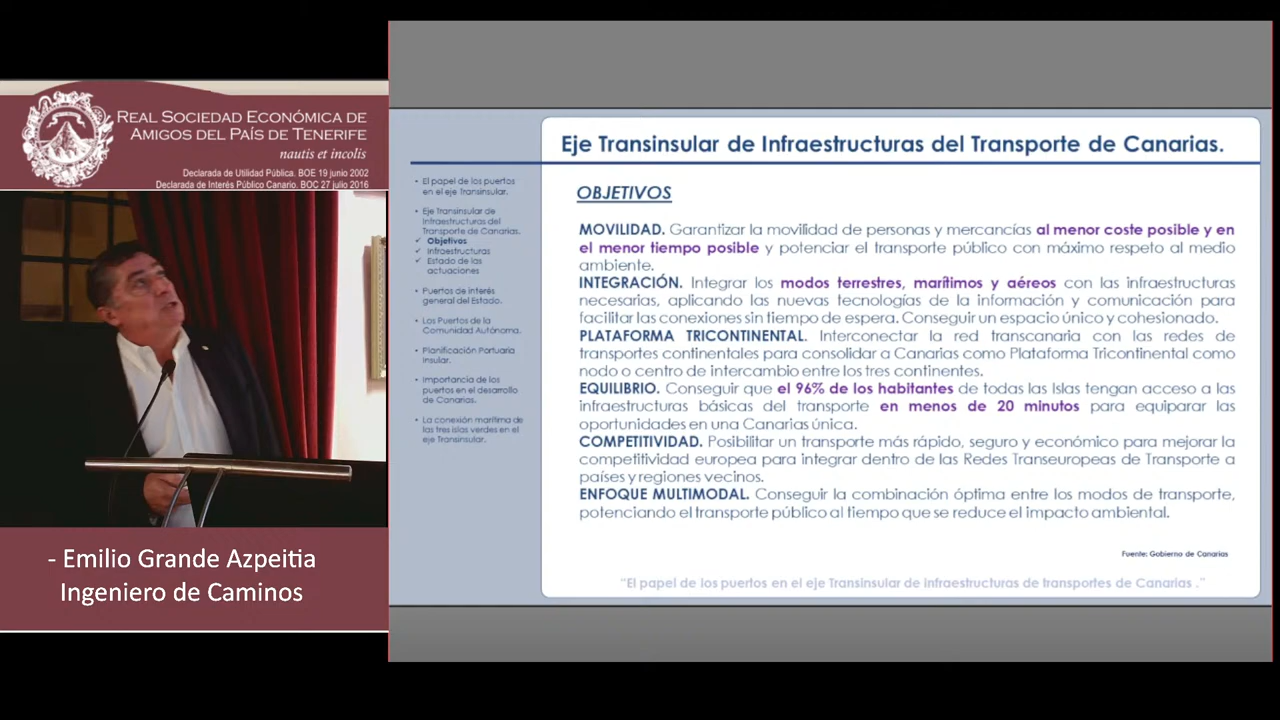 REAL SOCIEDAD ECONÓMICA DE
AMIGOS DEL PAÍS DE TENERIFE
nautis et incolis
Declarada de Utilidad Pública. BOE 19 junio 2002
Declarada de Interés Público Canario. BOC 27 julio 2016
- Emilio Grande Azpeitia
Ingeniero de Caminos
Eje Transinsular de Infraestructuras del Transporte de Canarias.
• El papel de los puertos
en el eje Transinsular.
• Eje Transinsular de
Infraestructuras del
Transporte de Canarias.
✓ Objetivos
✓ Infraestructuras
✓ Estado de las
actuaciones
• Puertos de interés
general del Estado.
• Los Puertos de la
Comunidad Autónoma.
• Planificación Portuaria
Insular.
• Importancia de los
puertos en el desarrollo
de Canarias.
• La conexión marítima de
las tres islas verdes en el
eje Transinsular.
OBJETIVOS
MOVILIDAD. Garantizar la movilidad de personas y mercancías al menor coste posible y en
el menor tiempo posible y potenciar el transporte público con máximo respeto al medio
ambiente.
INTEGRACIÓN. Integrar los modos terrestres, marítimos y aéreos con las infraestructuras
necesarias, aplicando las nuevas tecnologías de la información y comunicación para
facilitar las conexiones sin tiempo de espera. Conseguir un espacio único y cohesionado.
PLATAFORMA TRICONTINENTAL. Interconectar la red transcanaria con las redes de
transportes continentales para consolidar a Canarias como Plataforma Tricontinental como
nodo o centro de intercambio entre los tres continentes.
EQUILIBRIO. Conseguir que el 96% de los habitantes de todas las Islas tengan acceso a las
infraestructuras básicas del transporte en menos de 20 minutos para equiparar las
oportunidades en una Canarias única.
COMPETITIVIDAD. Posibilitar un transporte más rápido, seguro y económico para mejorar la
competitividad europea para integrar dentro de las Redes Transeuropeas de Transporte a
países y regiones vecinos.
ENFOQUE MULTIMODAL. Conseguir la combinación óptima entre los modos de transporte,
potenciando el transporte público al tiempo que se reduce el impacto ambiental.
Fuente: Gobierno de Canarias
"El papel de los puertos en el eje Transinsular de Infraestructuras de transportes de Canarias ."